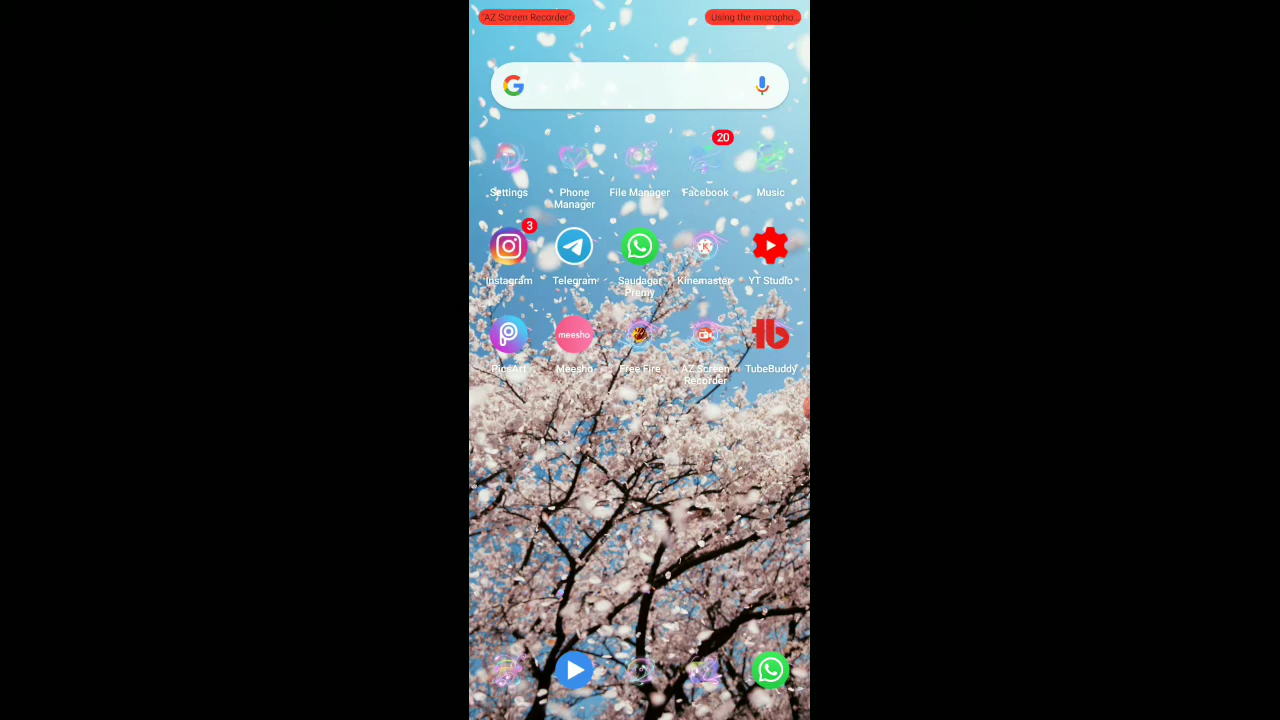 AZ Screen Recorder
Using the micropho...
20
Settings
Phone
Manager
File Manager
Facebook
Music
3
Instagram
Telegram
Saudagar
Premy
Kinemaster
YT Studio
meesho
PicsArt
Meesho
Free Fire
AZ Screen
Recorder
TubeBuddy